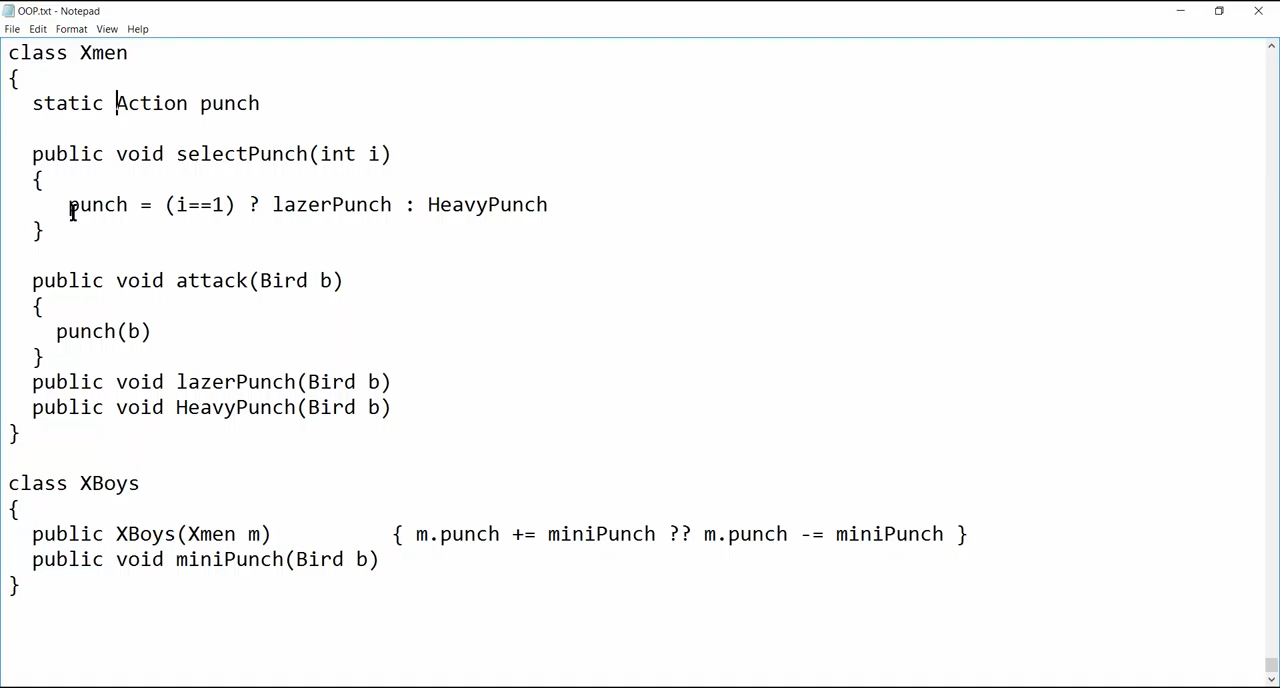 OOP.txt - Notepad
File Edit Format View Help
class Xmen
{
static Action punch
public void selectPunch(int i)
{
punch = (i==1) ? lazerPunch : HeavyPunch
}
public void attack(Bird b)
{
punch(b)
}
public void lazerPunch(Bird b)
public void HeavyPunch(Bird b)
}
class XBoys
{
public XBoys(Xmen m) { m.punch += miniPunch ?? m.punch -= miniPunch }
public void miniPunch(Bird b)
}